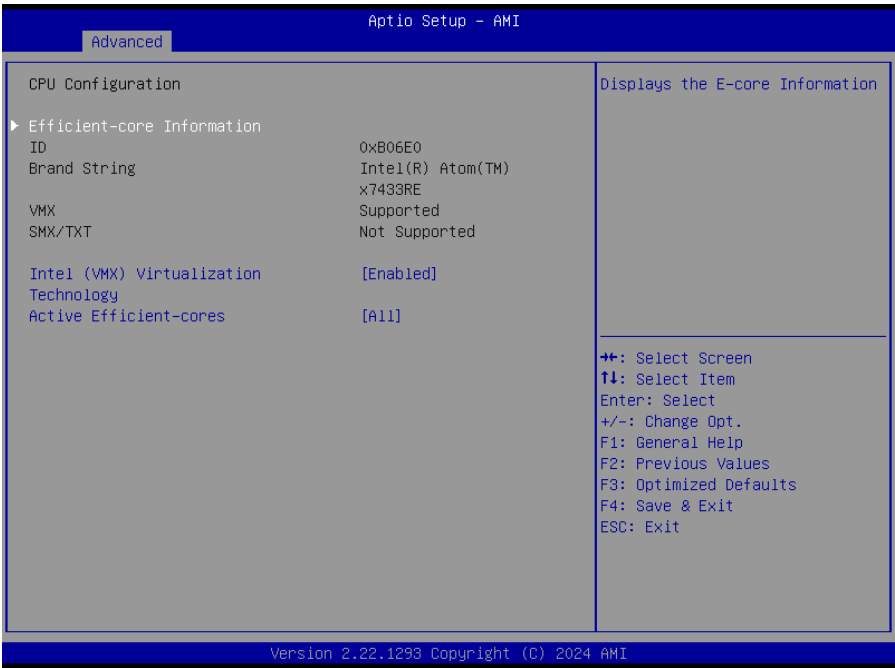 Aptio Setup – AMI
Advanced
CPU Configuration
Efficient-core Information
ID 0xB06E0
Brand String Intel(R) Atom(TM)
x7433RE
VMX Supported
SMX/TXT Not Supported
Intel (VMX) Virtualization [Enabled]
Technology
Active Efficient-cores [All]
Displays the E-core Information
→←: Select Screen
↑↓: Select Item
Enter: Select
+/-: Change Opt.
F1: General Help
F2: Previous Values
F3: Optimized Defaults
F4: Save & Exit
ESC: Exit
Version 2.22.1293 Copyright (C) 2024 AMI